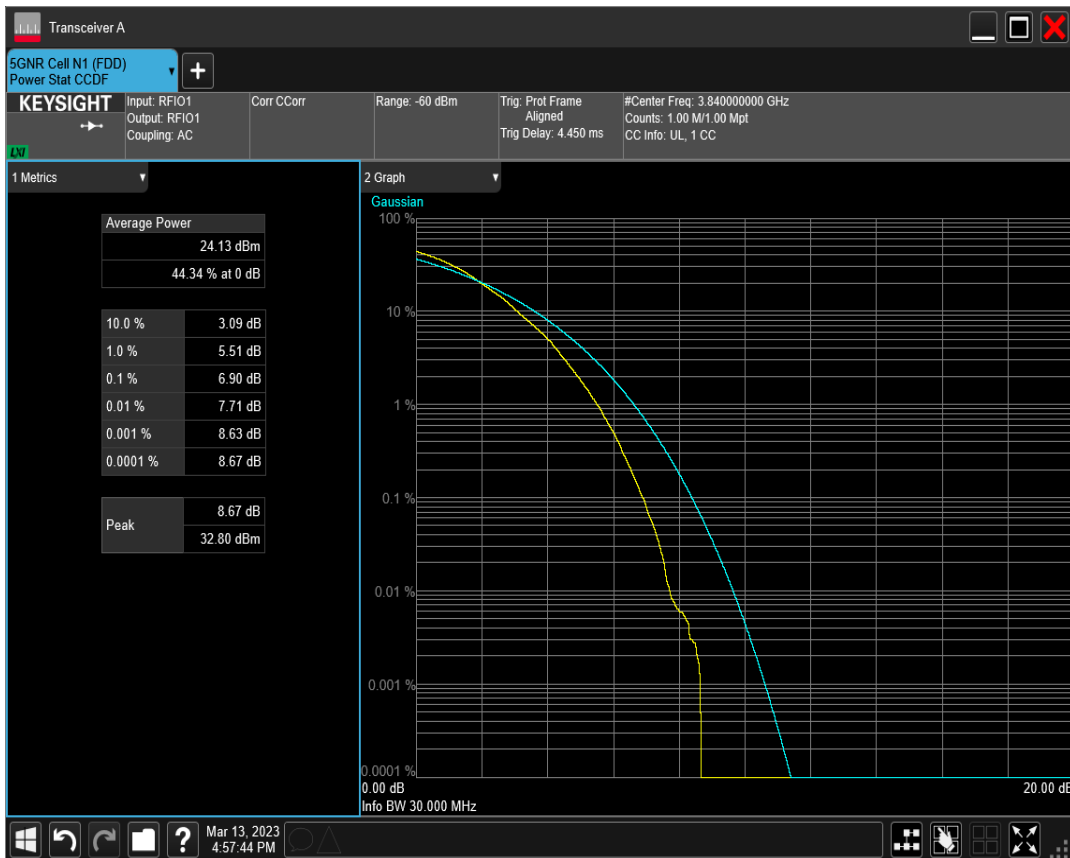 Transceiver A
5GNR Cell N1 (FDD)
Power Stat CCDF
KEYSIGHT
LXI
Input: RFIO1
Output: RFIO1
Coupling: AC
Corr CCorr
Range: -60 dBm
Trig: Prot Frame
Aligned
Trig Delay: 4.450 ms
#Center Freq: 3.840000000 GHz
Counts: 1.00 M/1.00 Mpt
CC Info: UL, 1 CC
1 Metrics
Average Power
24.13 dBm
44.34 % at 0 dB
10.0 % 3.09 dB
1.0 % 5.51 dB
0.1 % 6.90 dB
0.01 % 7.71 dB
0.001 % 8.63 dB
0.0001 % 8.67 dB
Peak
8.67 dB
32.80 dBm
2 Graph
Gaussian
100 %
10 %
1 %
0.1 %
0.01 %
0.001 %
0.0001 %
0.00 dB 20.00 dB
Info BW 30.000 MHz
?
Mar 13, 2023
4:57:44 PM